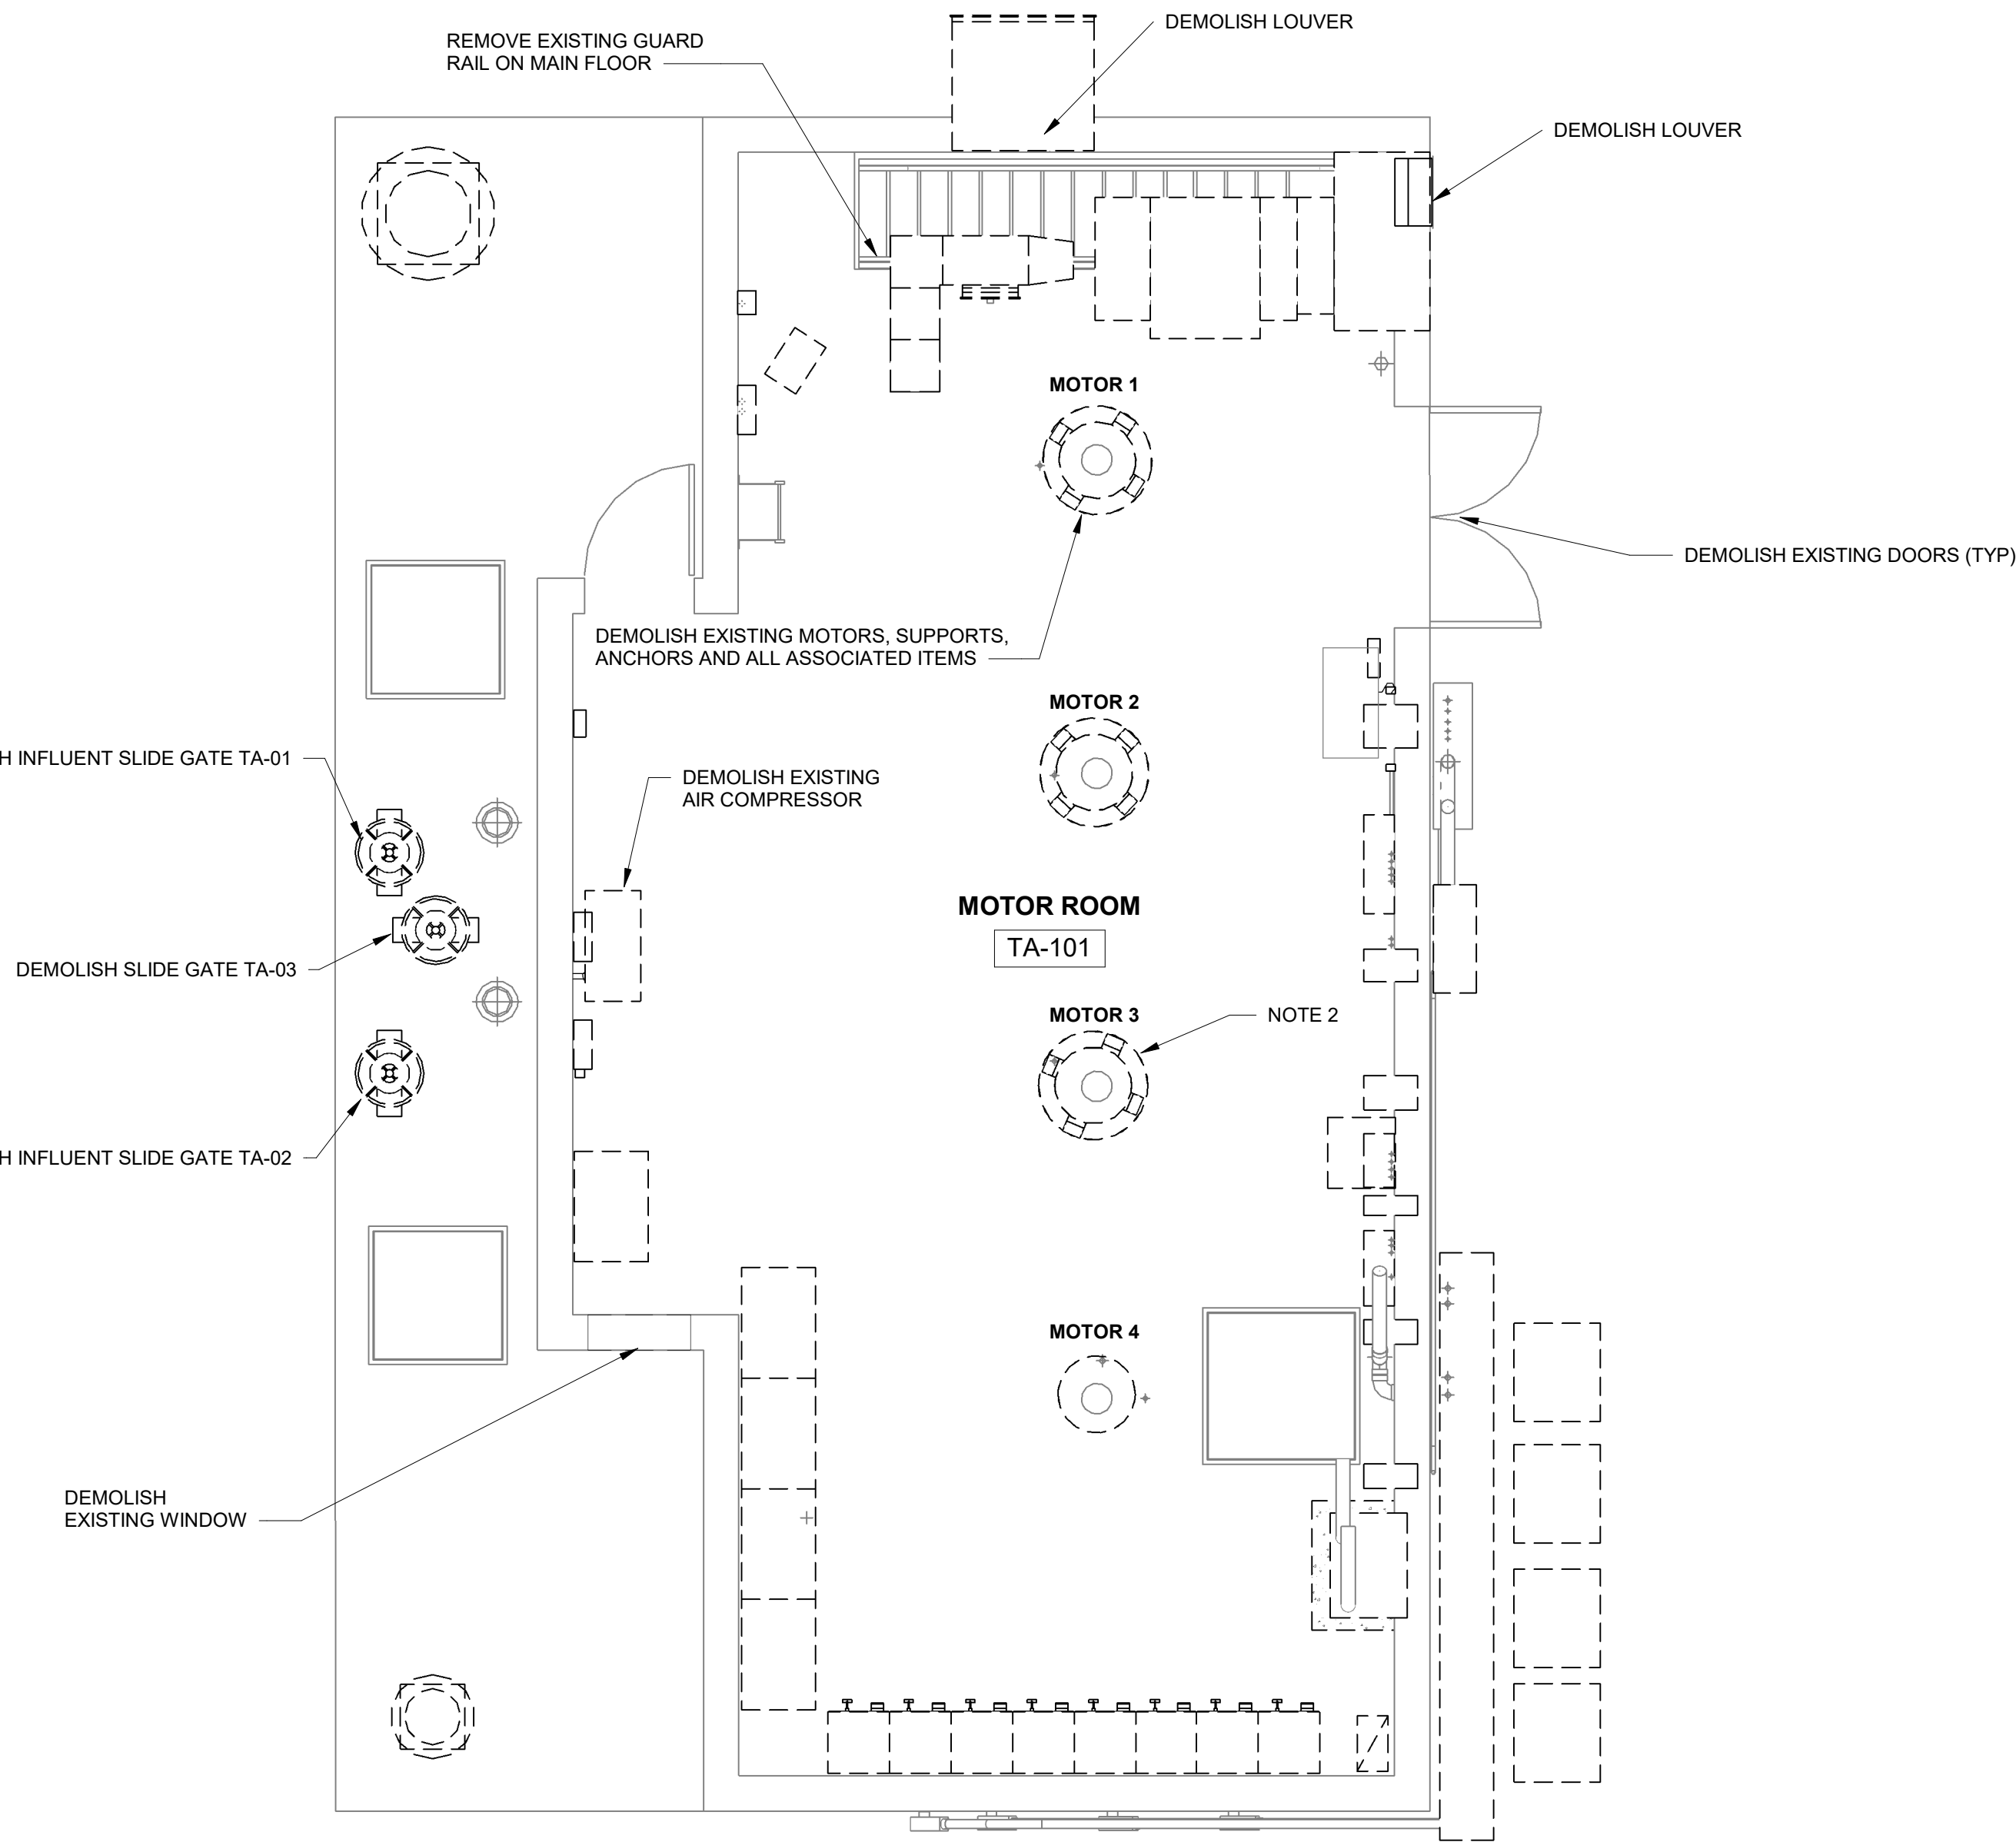 DEMOLISH LOUVER
REMOVE EXISTING GUARD
RAIL ON MAIN FLOOR
DEMOLISH LOUVER
MOTOR 1
DEMOLISH EXISTING DOORS (TYP)
DEMOLISH EXISTING MOTORS, SUPPORTS,
ANCHORS AND ALL ASSOCIATED ITEMS
MOTOR 2
H INFLUENT SLIDE GATE TA-01
DEMOLISH EXISTING
AIR COMPRESSOR
MOTOR ROOM
TA-101
DEMOLISH SLIDE GATE TA-03
MOTOR 3
NOTE 2
H INFLUENT SLIDE GATE TA-02
MOTOR 4
DEMOLISH
EXISTING WINDOW